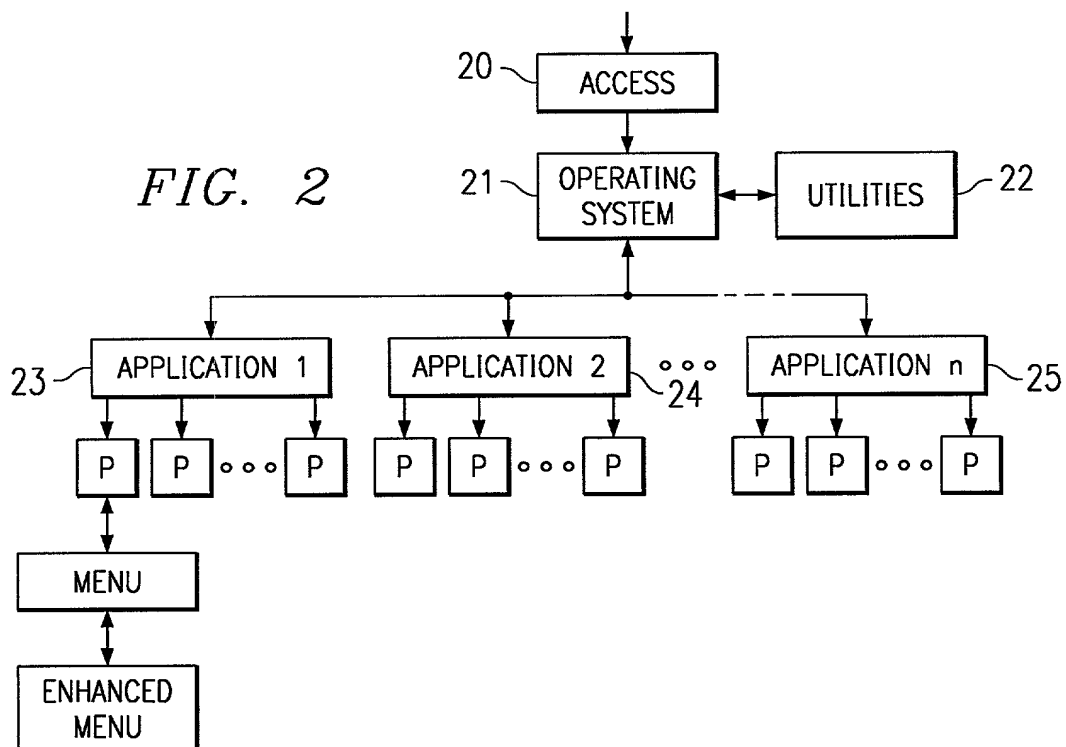 20
ACCESS
FIG. 2
21
OPERATING
SYSTEM
UTILITIES
22
23
APPLICATION 1
APPLICATION 2
24
APPLICATION n
25
P P P P P P P P P
MENU
ENHANCED
MENU